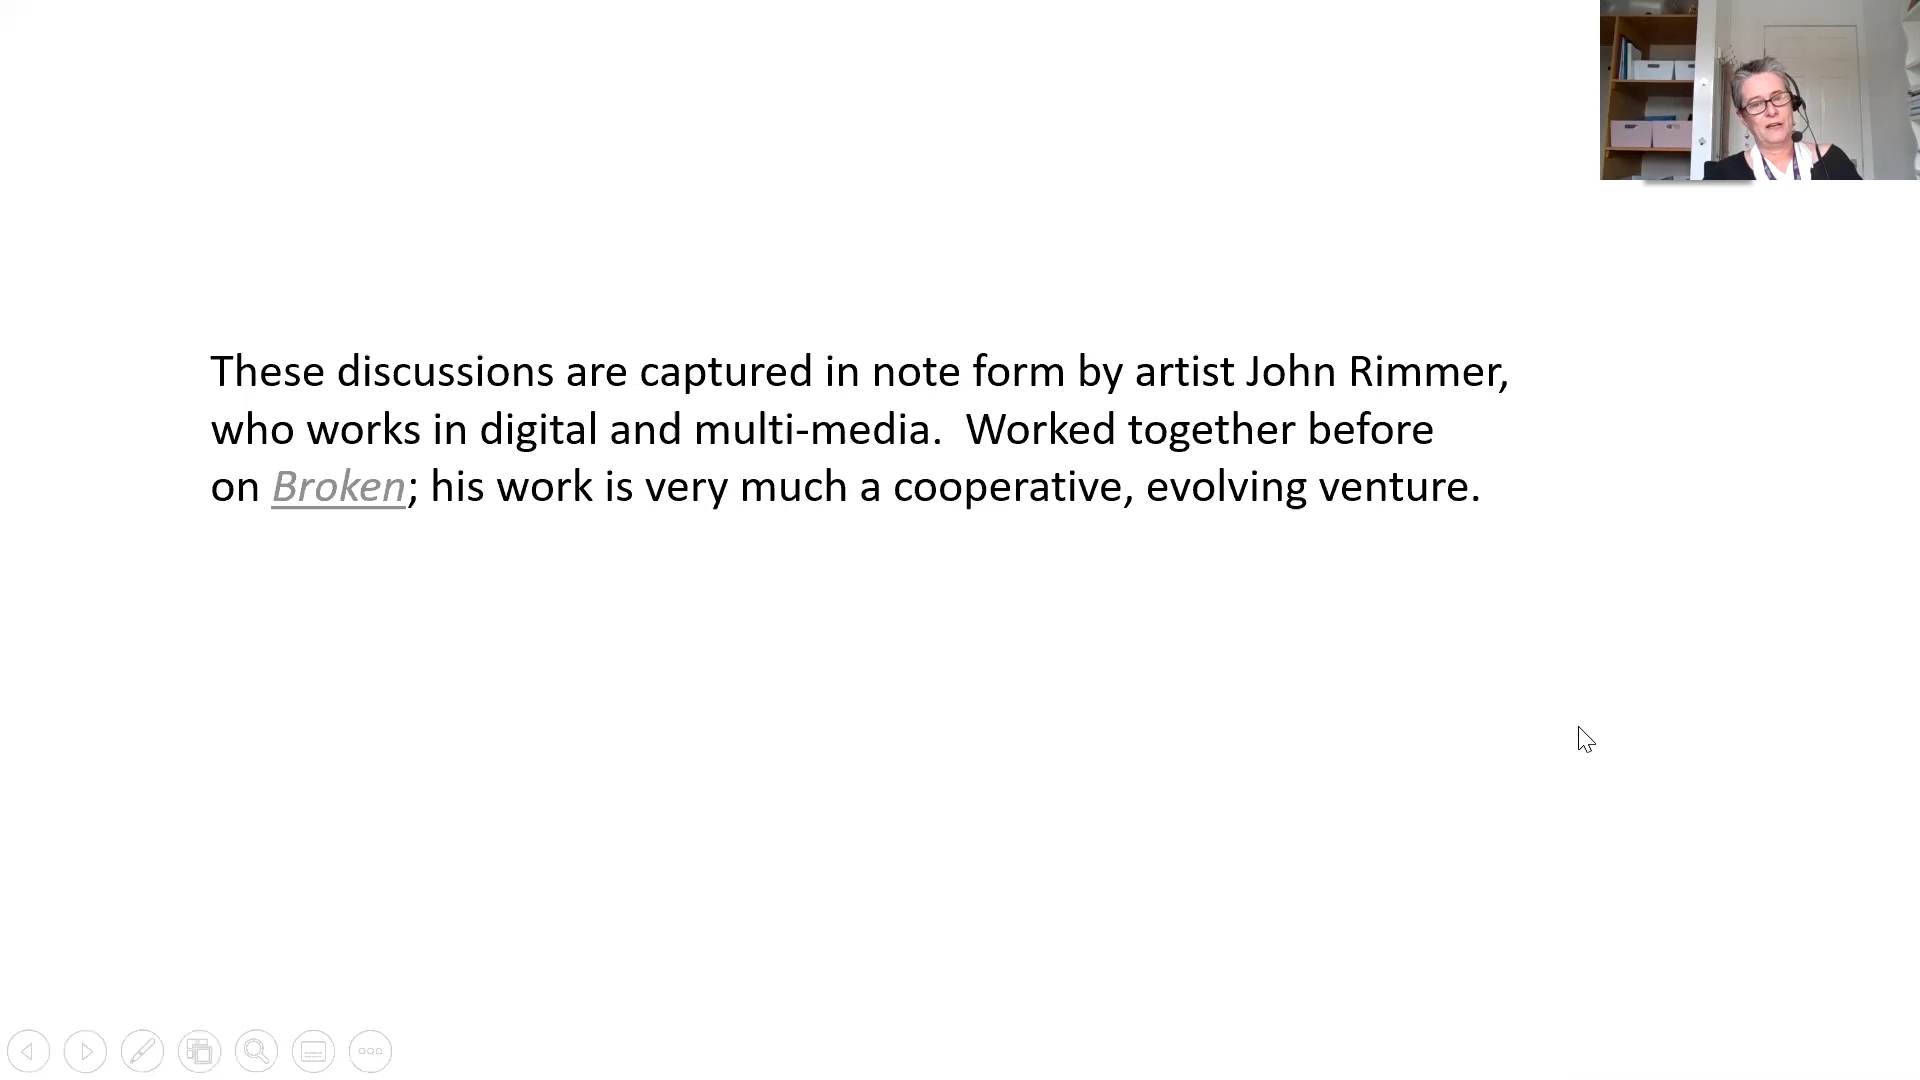 These discussions are captured in note form by artist John Rimmer,
who works in digital and multi-media.  Worked together before
on Broken; his work is very much a cooperative, evolving venture.